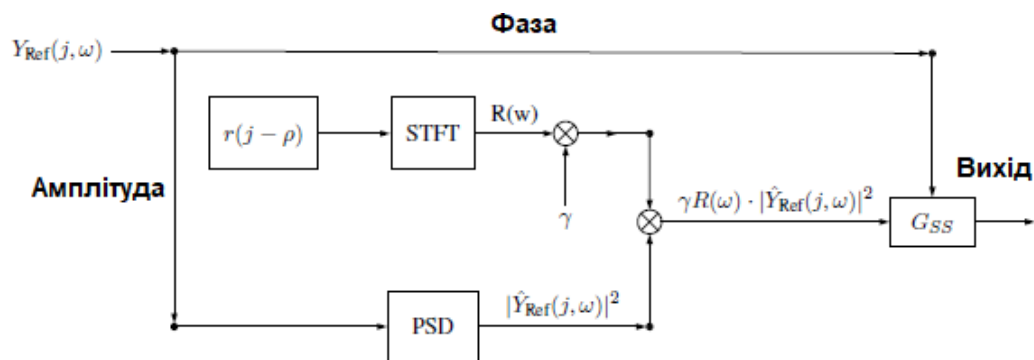 Фаза
Y_Ref(j, ω)
r(j − ρ)
STFT
R(w)
Амплітуда
Вихід
γ
γR(ω) · |Ŷ_Ref(j, ω)|²
G_SS
PSD
|Ŷ_Ref(j, ω)|²